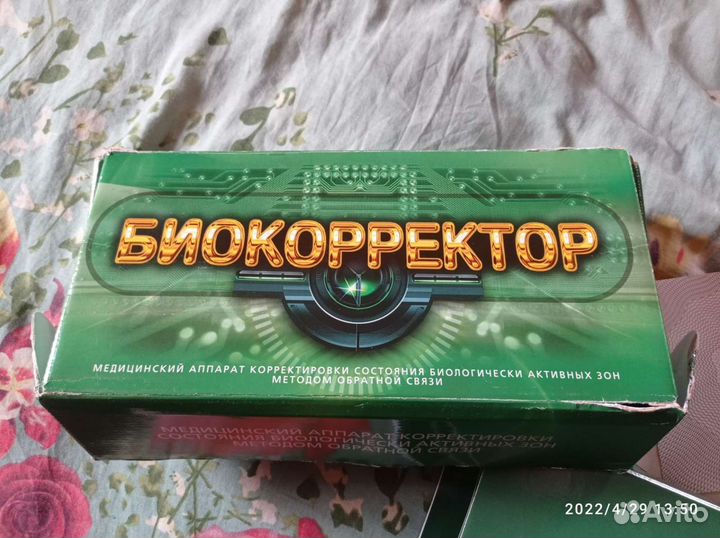 БИОКОРРЕКТОР
МЕДИЦИНСКИЙ АППАРАТ КОРРЕКТИРОВКИ СОСТОЯНИЯ БИОЛОГИЧЕСКИ АКТИВНЫХ ЗОН
МЕТОДОМ ОБРАТНОЙ СВЯЗИ
МЕДИЦИНСКИЙ АППАРАТ КОРРЕКТИРОВКИ
СОСТОЯНИЯ БИОЛОГИЧЕСКИ АКТИВНЫХ ЗОН
МЕТОДОМ ОБРАТНОЙ СВЯЗИ
2022/4/29 13:50
Avito